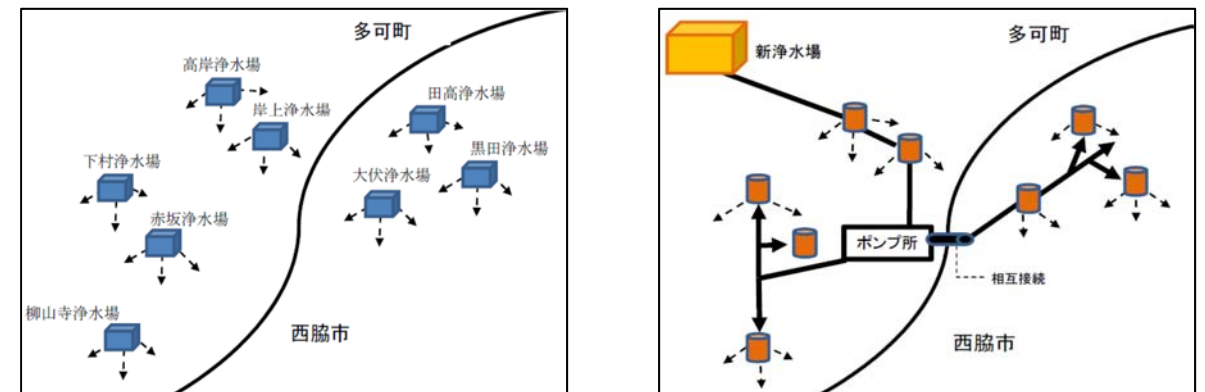 多可町
高岸浄水場
田高浄水場
岸上浄水場
黒田浄水場
下村浄水場
大伏浄水場
赤坂浄水場
柳山寺浄水場
西脇市
多可町
新浄水場
ポンプ所
相互接続
西脇市